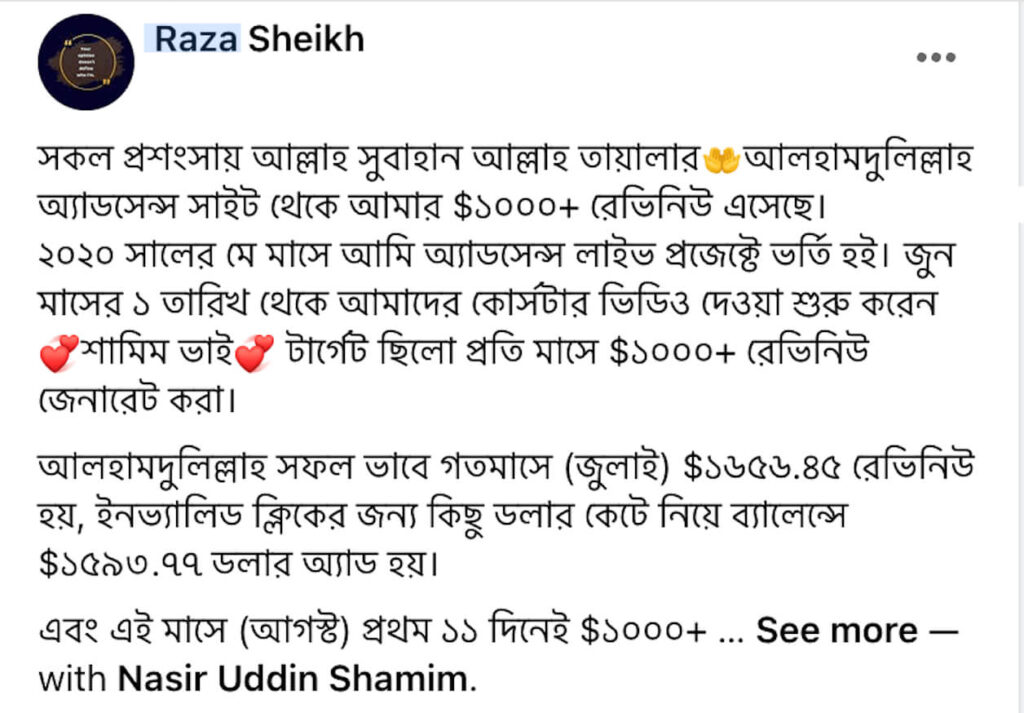 Raza Sheikh
সকল প্রশংসায় আল্লাহ সুবাহান আল্লাহ তায়ালার🤲আলহামদুলিল্লাহ
অ্যাডসেন্স সাইট থেকে আমার $১০০০+ রেভিনিউ এসেছে।
২০২০ সালের মে মাসে আমি অ্যাডসেন্স লাইভ প্রজেক্টে ভর্তি হই। জুন
মাসের ১ তারিখ থেকে আমাদের কোর্সটার ভিডিও দেওয়া শুরু করেন
💞শামিম ভাই💞 টার্গেট ছিলো প্রতি মাসে $১০০০+ রেভিনিউ
জেনারেট করা।
আলহামদুলিল্লাহ সফল ভাবে গতমাসে (জুলাই) $১৬৫৬.৪৫ রেভিনিউ
হয়, ইনভ্যালিড ক্লিকের জন্য কিছু ডলার কেটে নিয়ে ব্যালেন্সে
$১৫৯৩.৭৭ ডলার অ্যাড হয়।
এবং এই মাসে (আগস্ট) প্রথম ১১ দিনেই $১০০০+ ... See more —
with Nasir Uddin Shamim.